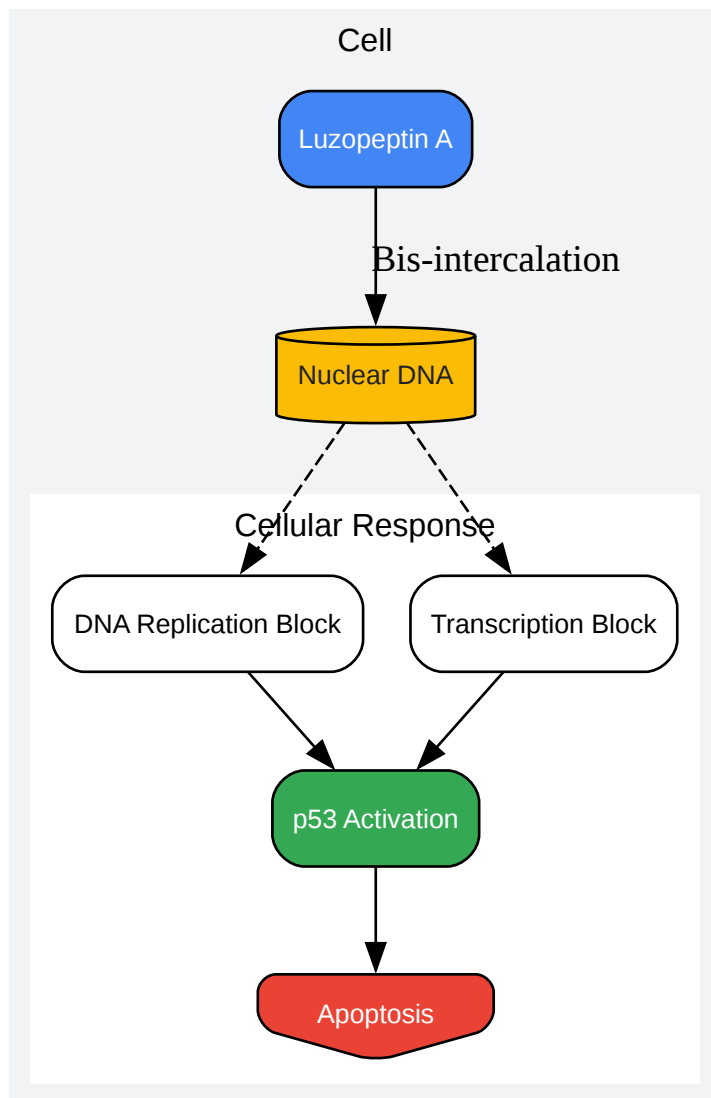 Cell
Luzopeptin A
Bis-intercalation
Nuclear DNA
Cellular Response
DNA Replication Block
Transcription Block
p53 Activation
Apoptosis